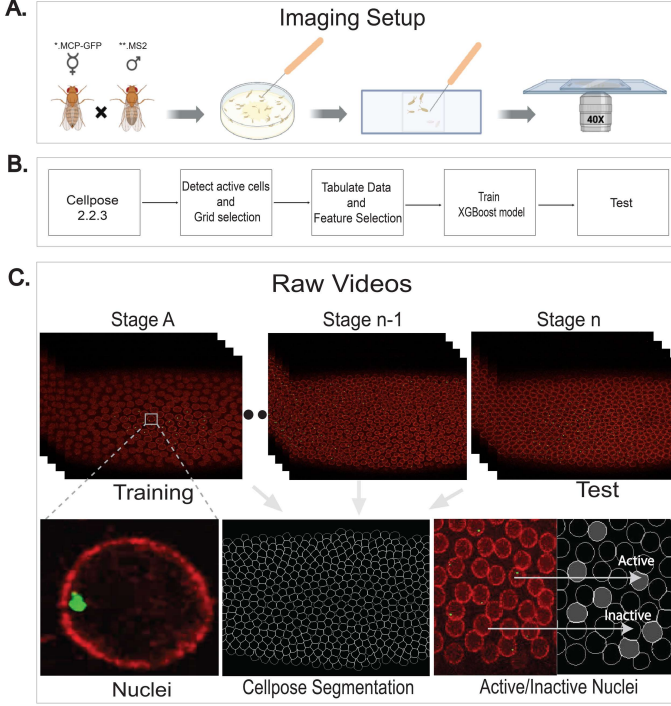 A.
Imaging Setup
*.MCP-GFP
**.MS2
40X
B.
Cellpose
2.2.3
Detect active cells
and
Grid selection
Tabulate Data
and
Feature Selection
Train
XGBoost model
Test
C.
Raw Videos
Stage A
Stage n-1
Stage n
Training
Test
Active
Inactive
Nuclei
Cellpose Segmentation
Active/Inactive Nuclei